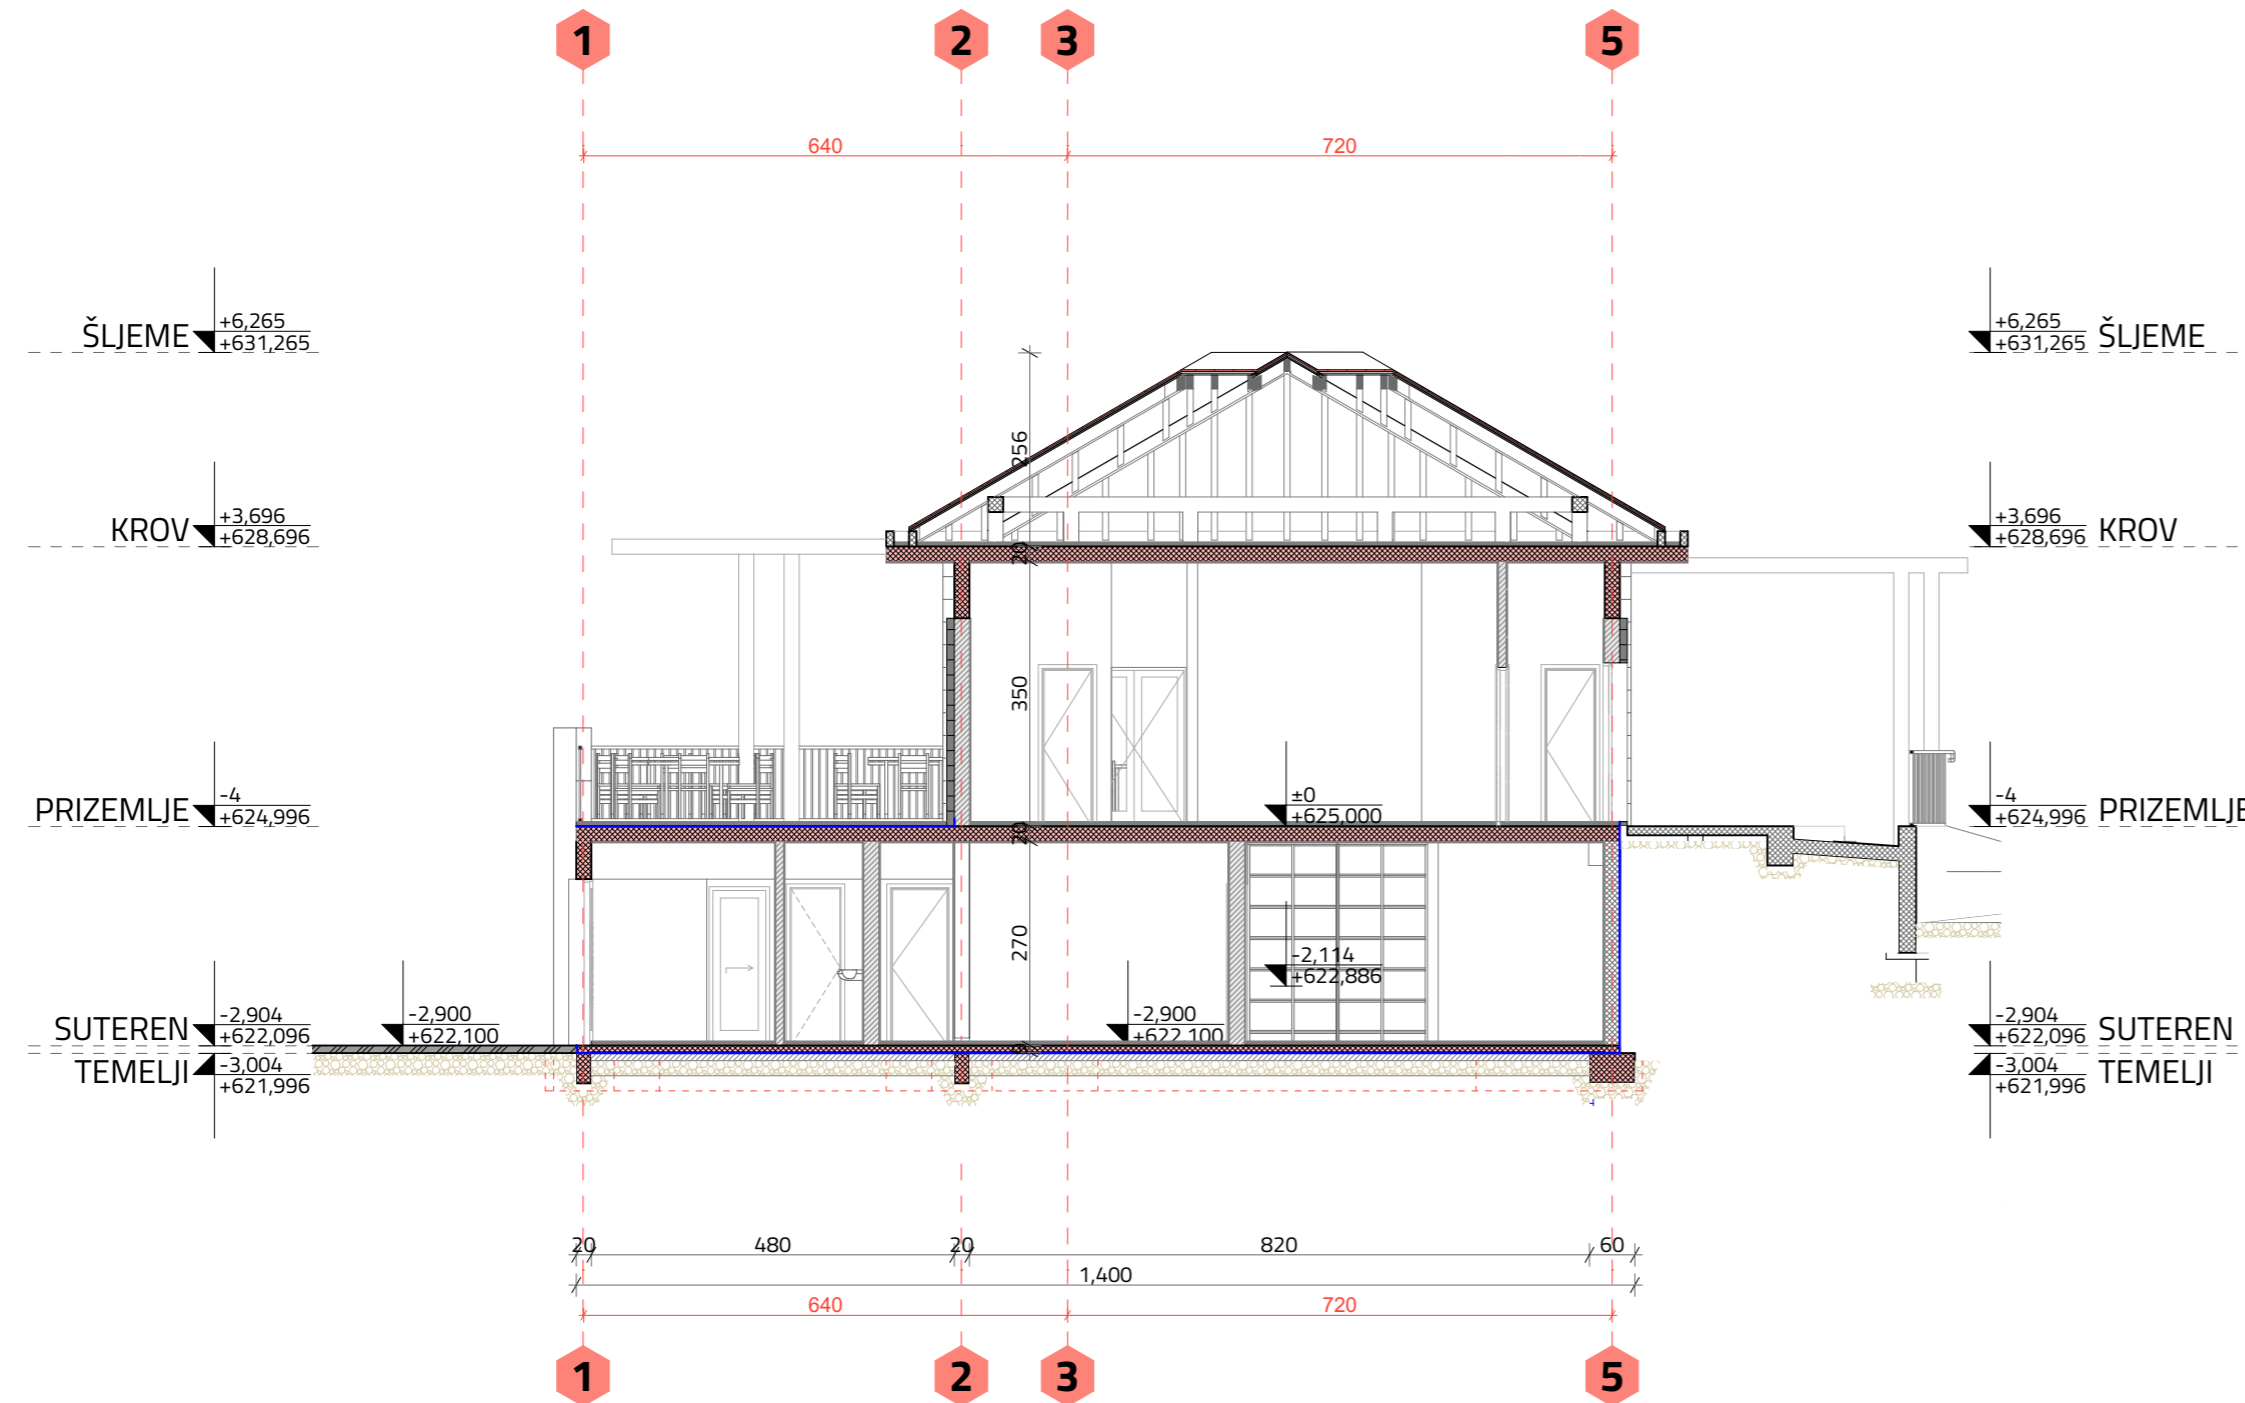 1 2 3 5
640 720
ŠLJEME +6,265 +631,265
+6,265 +631,265 ŠLJEME
256
KROV +3,696 +628,696
+3,696 +628,696 KROV
20
350
PRIZEMLJE -4 +624,996
±0 +625,000
-4 +624,996 PRIZEMLJE
20
270
-2,114 +622,886
SUTEREN -2,904 +622,096
-2,900 +622,100
-2,900 +622,100
-2,904 +622,096 SUTEREN
TEMELJI -3,004 +621,996
-3,004 +621,996 TEMELJI
20 480 20 820 60
1,400
640 720
1 2 3 5